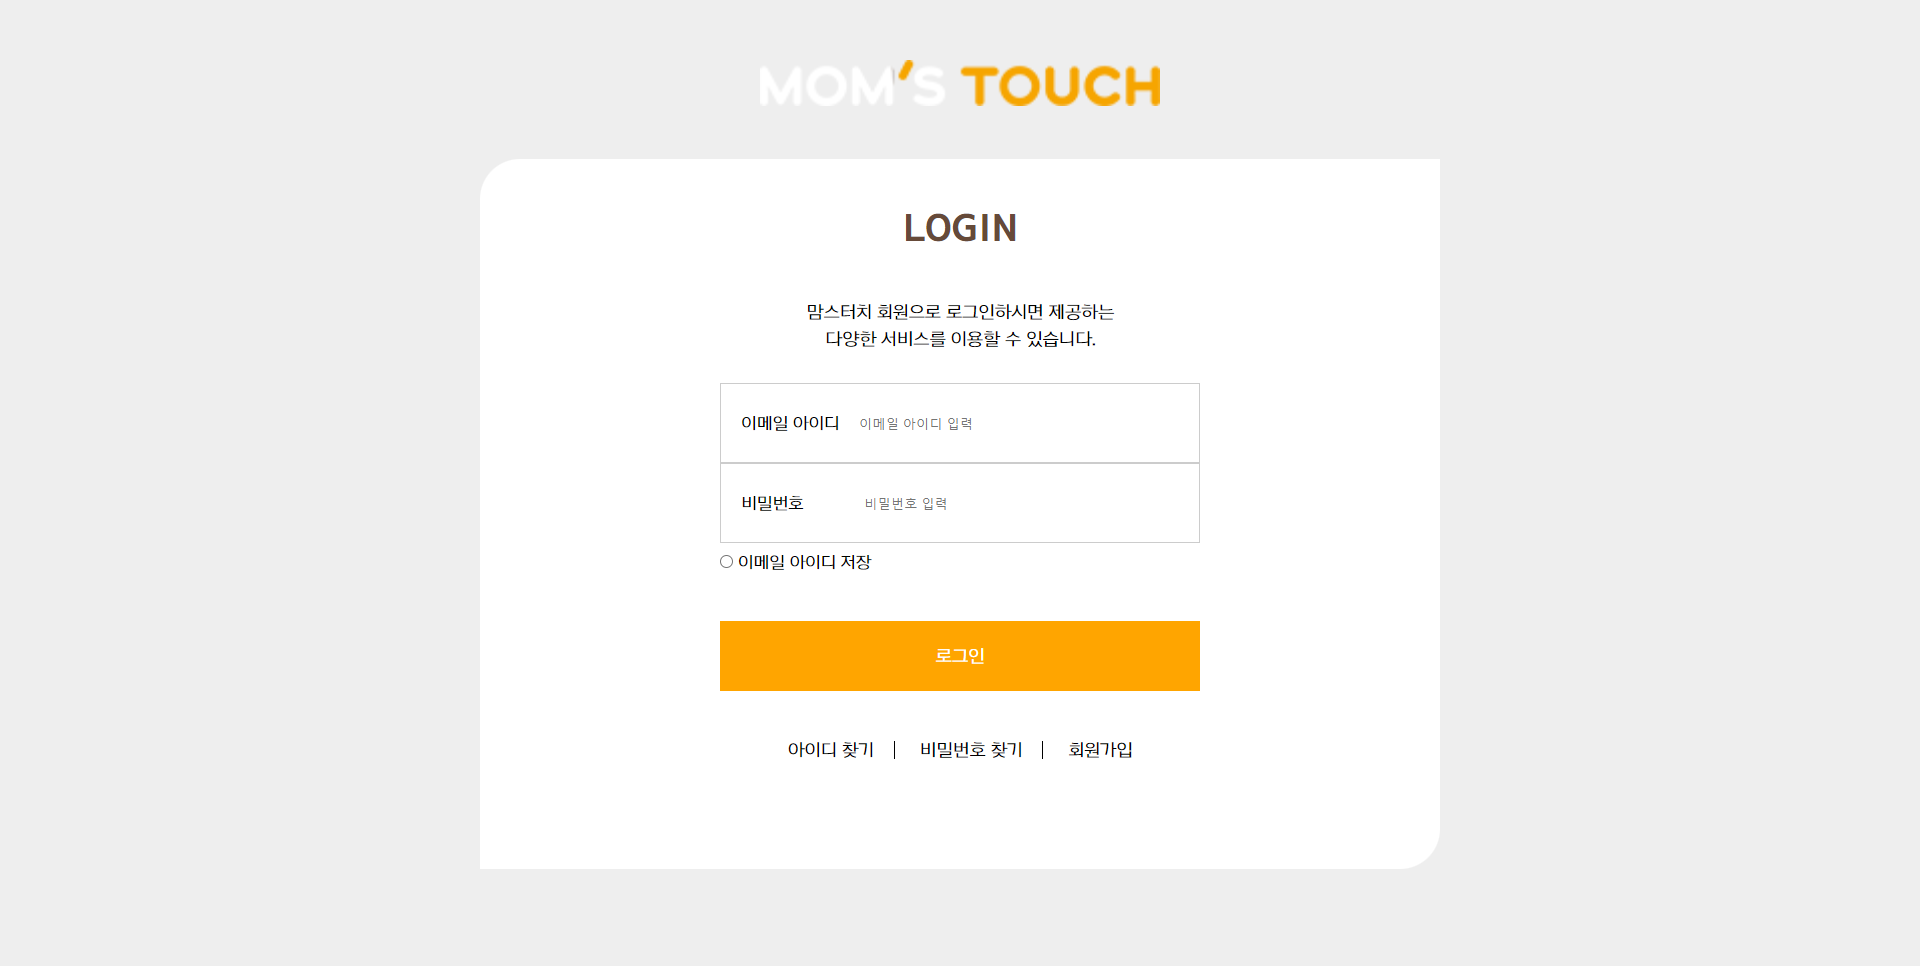 MOM'S TOUCH
LOGIN
맘스터치 회원으로 로그인하시면 제공하는
다양한 서비스를 이용할 수 있습니다.
이메일 아이디 이메일 아이디 입력
비밀번호 비밀번호 입력
이메일 아이디 저장
로그인
아이디 찾기 | 비밀번호 찾기 | 회원가입